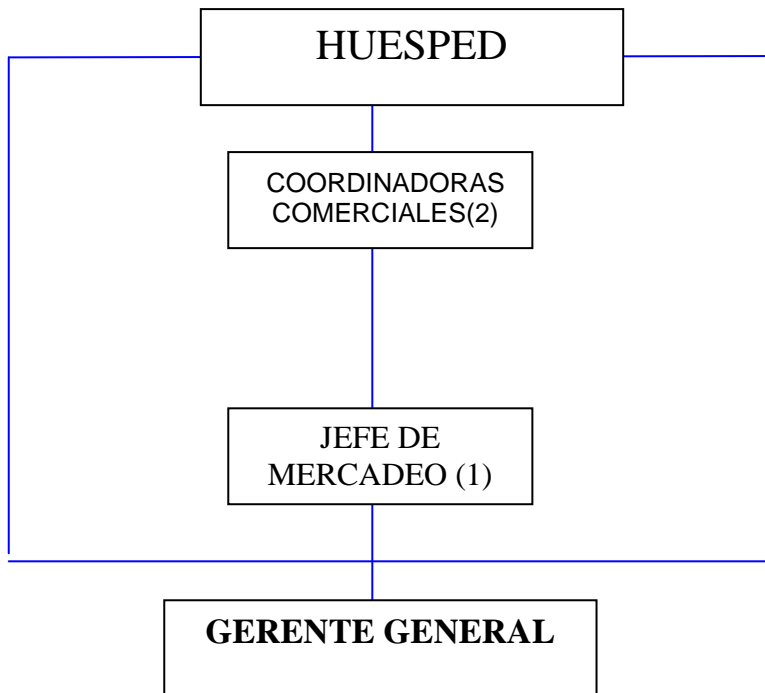 HUESPED
COORDINADORAS
COMERCIALES(2)
JEFE DE
MERCADEO (1)
GERENTE GENERAL